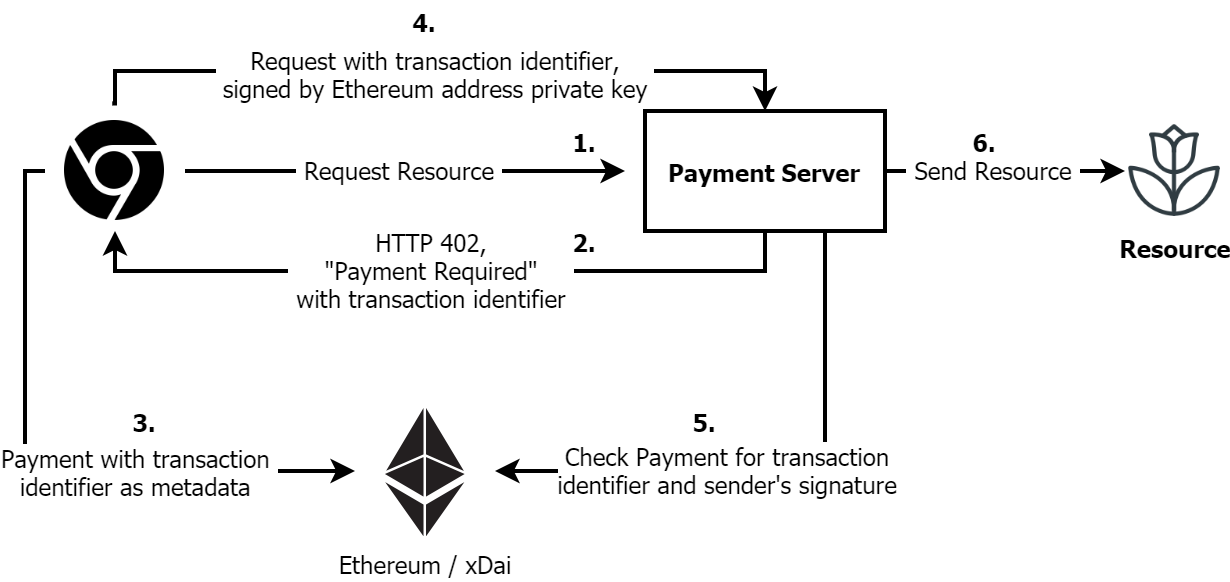 4.
Request with transaction identifier,
signed by Ethereum address private key
1.
Request Resource
Payment Server
6.
Send Resource
Resource
HTTP 402,
2.
"Payment Required"
with transaction identifier
3.
Payment with transaction
identifier as metadata
5.
Check Payment for transaction
identifier and sender's signature
Ethereum / xDai